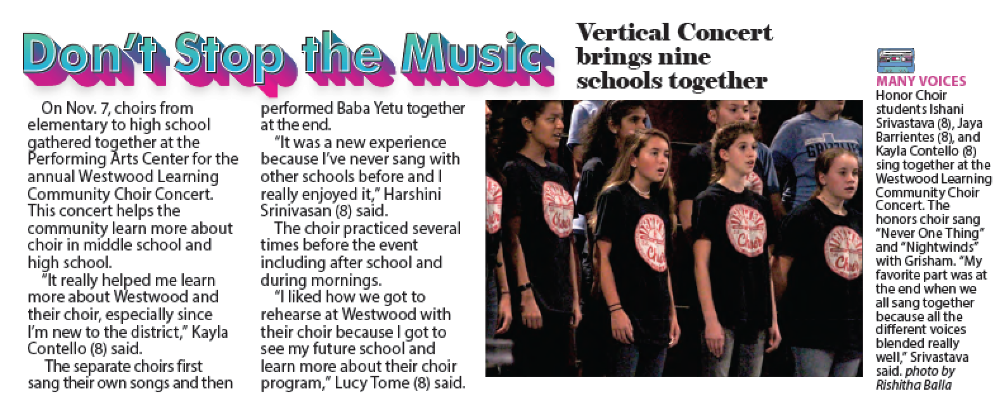 Don't Stop the Music
Vertical Concert
brings nine
schools together
On Nov. 7, choirs from
elementary to high school
gathered together at the
Performing Arts Center for the
annual Westwood Learning
Community Choir Concert.
This concert helps the
community learn more about
choir in middle school and
high school.
“It really helped me learn
more about Westwood and
their choir, especially since
I’m new to the district,” Kayla
Contello (8) said.
The separate choirs first
sang their own songs and then
performed Baba Yetu together
at the end.
“It was a new experience
because I’ve never sang with
other schools before and I
really enjoyed it,” Harshini
Srinivasan (8) said.
The choir practiced several
times before the event
including after school and
during mornings.
“I liked how we got to
rehearse at Westwood with
their choir because I got to
see my future school and
learn more about their choir
program,” Lucy Tome (8) said.
Choir
Choir
Choir
GRIZZLIES
MANY VOICES
Honor Choir
students Ishani
Srivastava (8), Jaya
Barrientes (8), and
Kayla Contello (8)
sing together at the
Westwood Learning
Community Choir
Concert. The
honors choir sang
“Never One Thing”
and “Nightwinds”
with Grisham. “My
favorite part was at
the end when we
all sang together
because all the
different voices
blended really
well,” Srivastava
said. photo by
Rishitha Balla